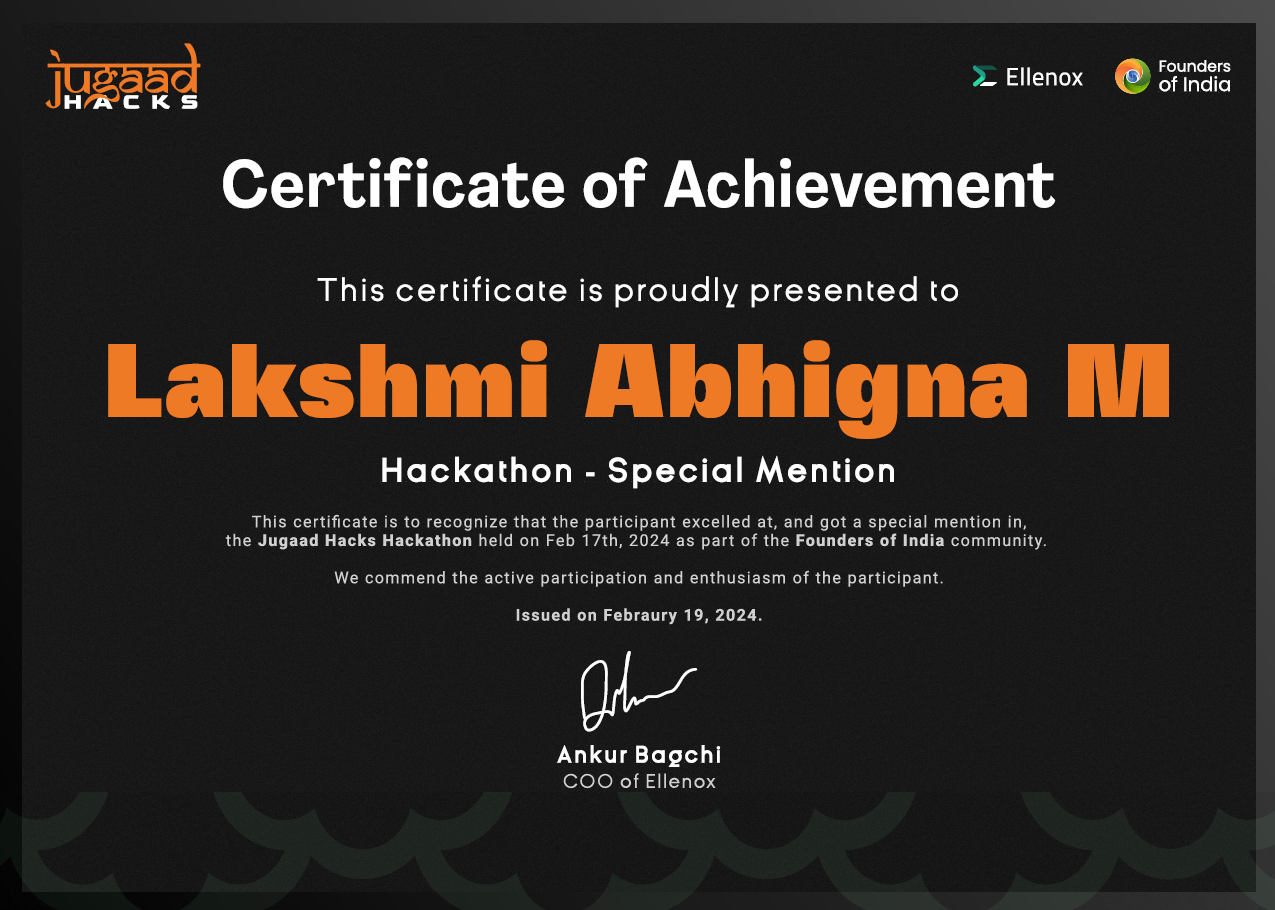 jugaad
HACKS
Ellenox
Founders
of India
Certificate of Achievement
This certificate is proudly presented to
Lakshmi Abhigna M
Hackathon - Special Mention
This certificate is to recognize that the participant excelled at, and got a special mention in,
the Jugaad Hacks Hackathon held on Feb 17th, 2024 as part of the Founders of India community.
We commend the active participation and enthusiasm of the participant.
Issued on Febraury 19, 2024.
Ankur Bagchi
COO of Ellenox